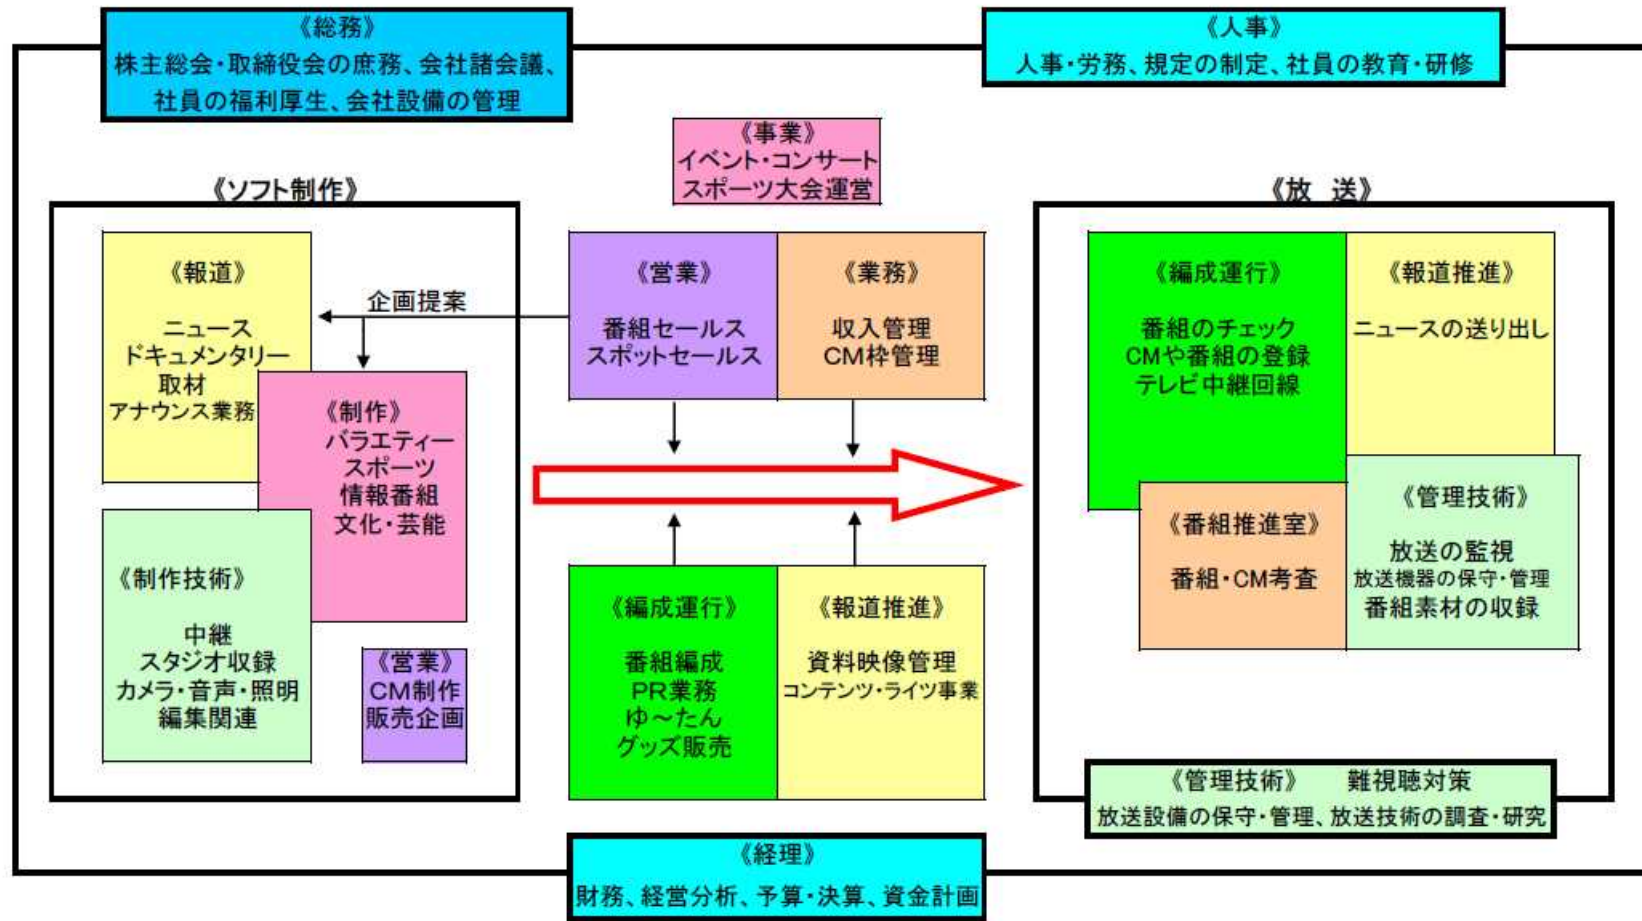 《総務》
株主総会・取締役会の庶務、会社諸会議、
社員の福利厚生、会社設備の管理
《人事》
人事・労務、規定の制定、社員の教育・研修
《事業》
イベント・コンサート
スポーツ大会運営
《ソフト制作》
《報道》
ニュース
ドキュメンタリー
取材
アナウンス業務
企画提案
《制作》
バラエティー
スポーツ
情報番組
文化・芸能
《制作技術》
中継
スタジオ収録
カメラ・音声・照明
編集関連
《営業》
CM制作
販売企画
《営業》
番組セールス
スポットセールス
《業務》
収入管理
CM枠管理
《編成運行》
番組編成
PR業務
ゆ～たん
グッズ販売
《報道推進》
資料映像管理
コンテンツ・ライツ事業
《放 送》
《編成運行》
番組のチェック
CMや番組の登録
テレビ中継回線
《報道推進》
ニュースの送り出し
《番組推進室》
番組・CM考査
《管理技術》
放送の監視
放送機器の保守・管理
番組素材の収録
《管理技術》 難視聴対策
放送設備の保守・管理、放送技術の調査・研究
《経理》
財務、経営分析、予算・決算、資金計画